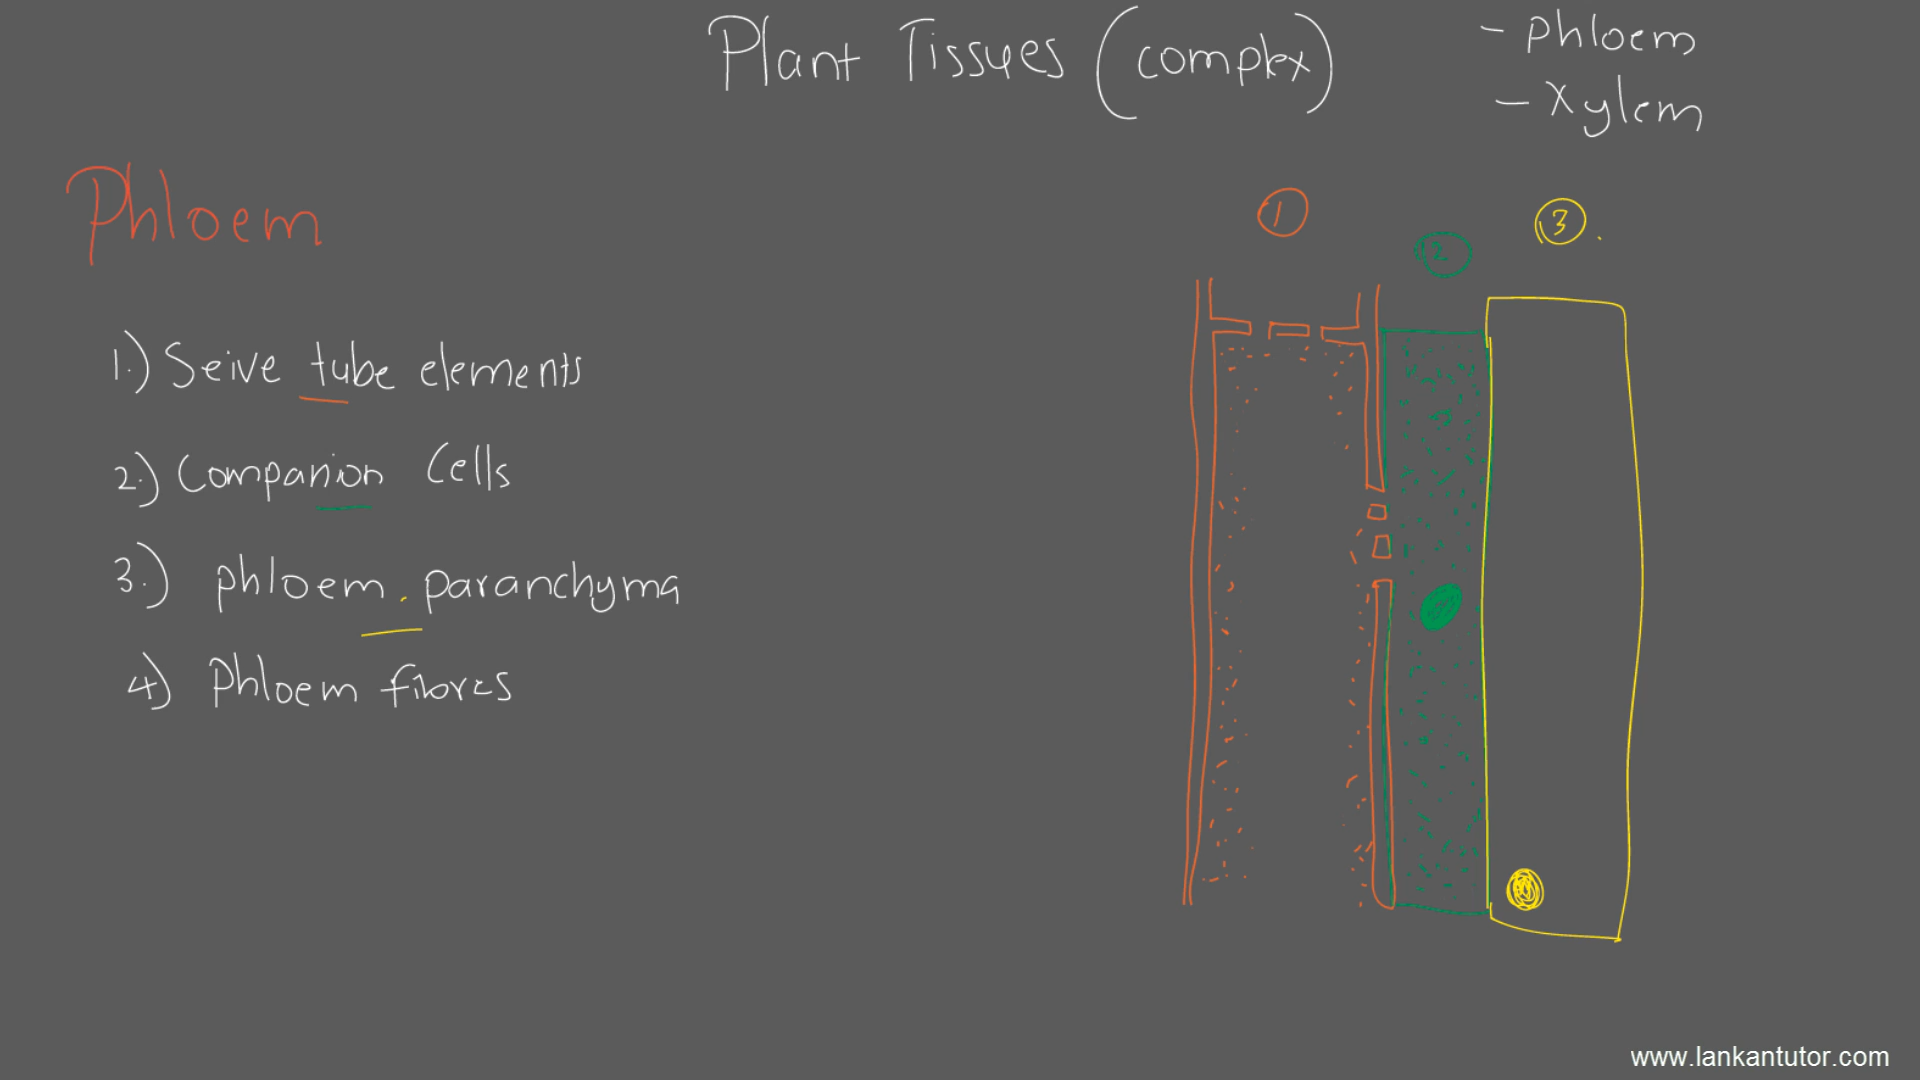 Plant Tissues (complex)
- Phloem
- Xylem
Phloem
1.) Seive tube elements
2.) Companion Cells
3.) phloem paranchyma
4) Phloem fibres
1
2
3
www.lankantutor.com